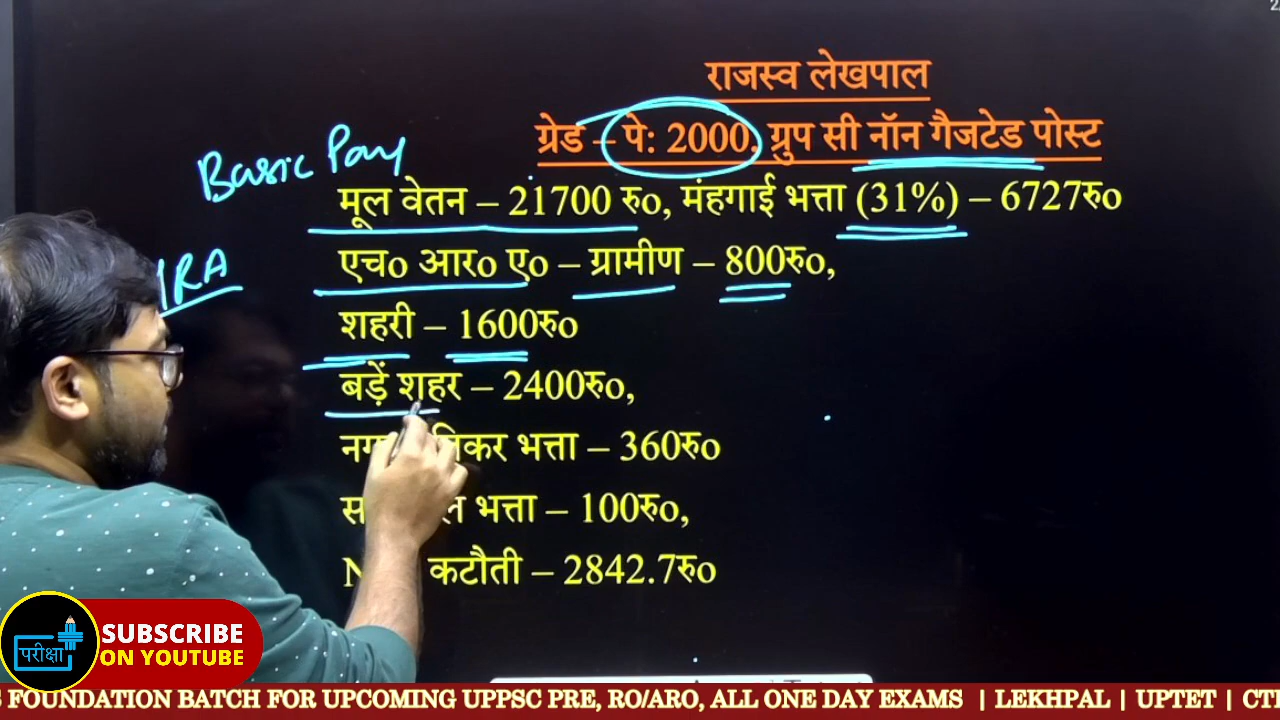 राजस्व लेखपाल
ग्रेड – पे: 2000, ग्रुप सी नॉन गैजटेड पोस्ट
Basic Pay
मूल वेतन – 21700 रु०, मंहगाई भत्ता (31%) – 6727रु०
RA
एच० आर० ए० – ग्रामीण – 800रु०,
शहरी – 1600रु०
बड़ें शहर – 2400रु०,
भत्ता – 360रु०
भत्ता – 100रु०,
कटौती – 2842.7रु०
परीक्षा
SUBSCRIBE
ON YOUTUBE
FOUNDATION BATCH FOR UPCOMING UPPSC PRE, RO/ARO, ALL ONE DAY EXAMS | LEKHPAL | UPTET |